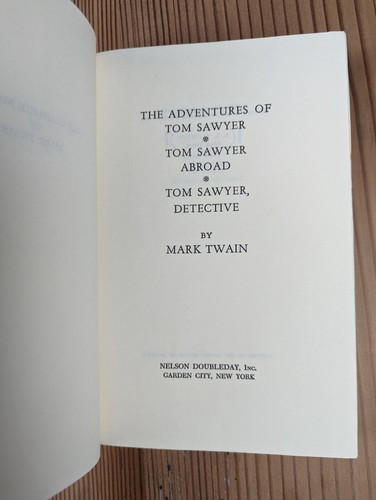 THE ADVENTURES OF
TOM SAWYER
*
TOM SAWYER
ABROAD
*
TOM SAWYER,
DETECTIVE
BY
MARK TWAIN
NELSON DOUBLEDAY, INC.
GARDEN CITY, NEW YORK